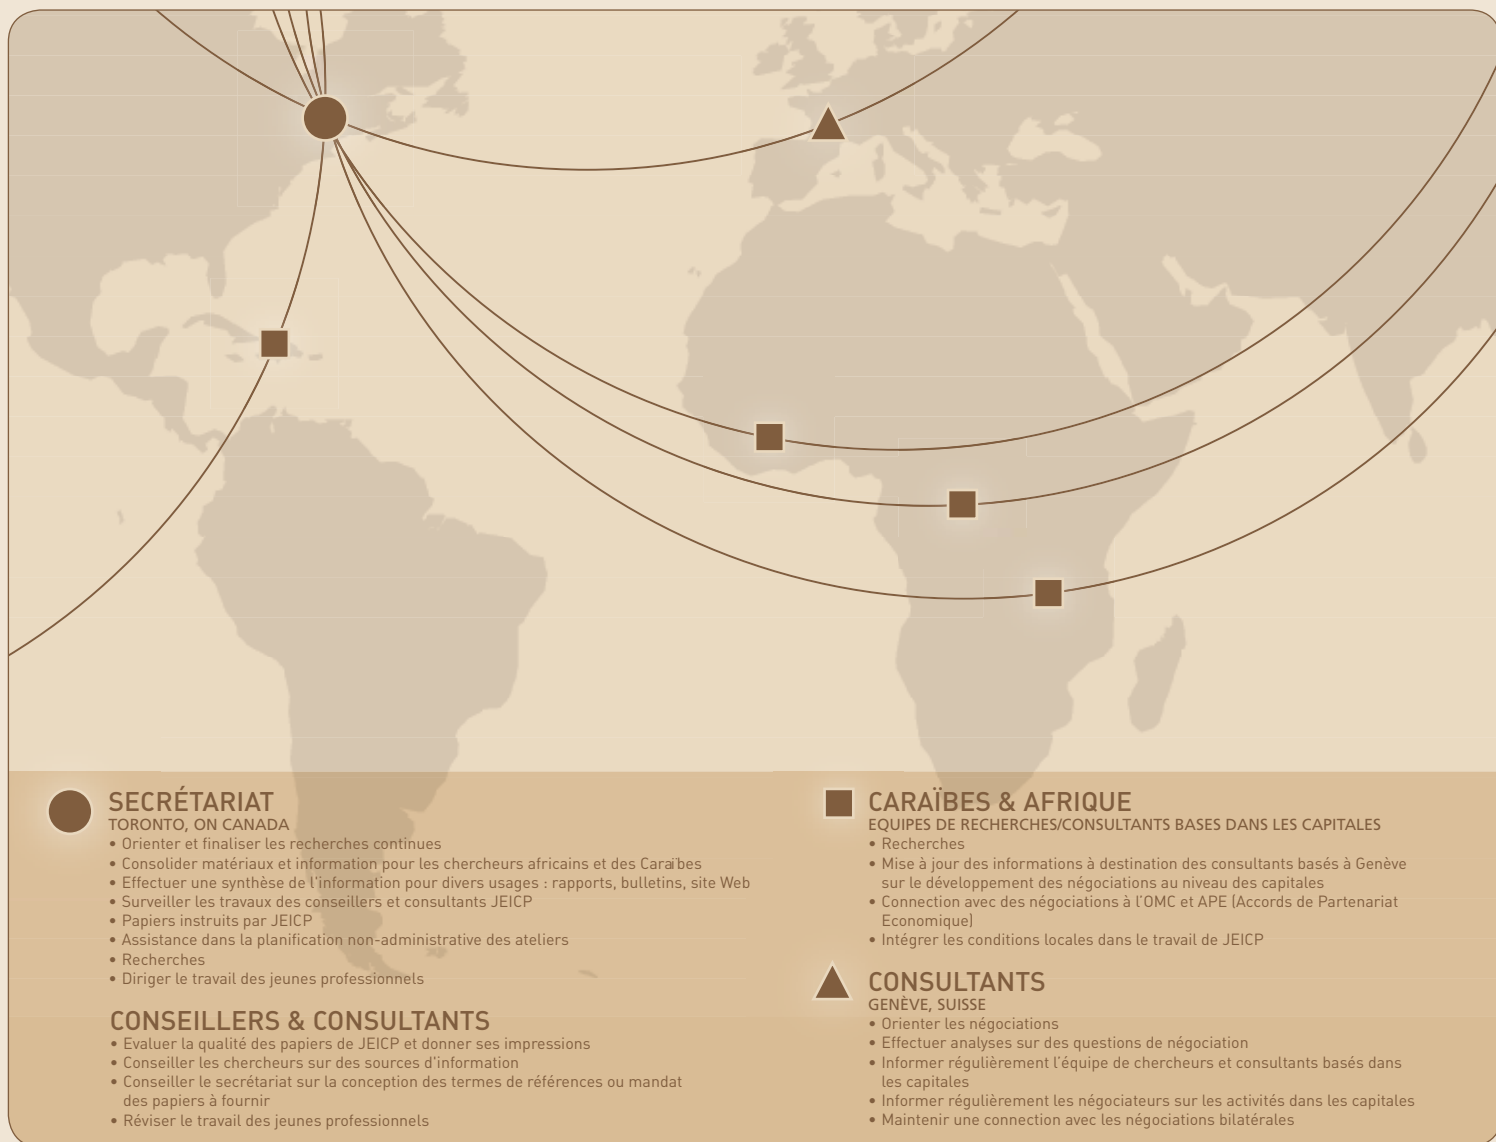 SECRÉTARIAT
TORONTO, ON CANADA
• Orienter et finaliser les recherches continues
• Consolider matériaux et information pour les chercheurs africains et des Caraïbes
• Effectuer une synthèse de l'information pour divers usages : rapports, bulletins, site Web
• Surveiller les travaux des conseillers et consultants JEICP
• Papiers instruits par JEICP
• Assistance dans la planification non-administrative des ateliers
• Recherches
• Diriger le travail des jeunes professionnels
CONSEILLERS & CONSULTANTS
• Evaluer la qualité des papiers de JEICP et donner ses impressions
• Conseiller les chercheurs sur des sources d'information
• Conseiller le secrétariat sur la conception des termes de références ou mandat
des papiers à fournir
• Réviser le travail des jeunes professionnels
CARAÏBES & AFRIQUE
EQUIPES DE RECHERCHES/CONSULTANTS BASES DANS LES CAPITALES
• Recherches
• Mise à jour des informations à destination des consultants basés à Genève
sur le développement des négociations au niveau des capitales
• Connection avec des négociations à l'OMC et APE (Accords de Partenariat
Economique)
• Intégrer les conditions locales dans le travail de JEICP
CONSULTANTS
GENÈVE, SUISSE
• Orienter les négociations
• Effectuer analyses sur des questions de négociation
• Informer régulièrement l'équipe de chercheurs et consultants basés dans
les capitales
• Informer régulièrement les négociateurs sur les activités dans les capitales
• Maintenir une connection avec les négociations bilatérales